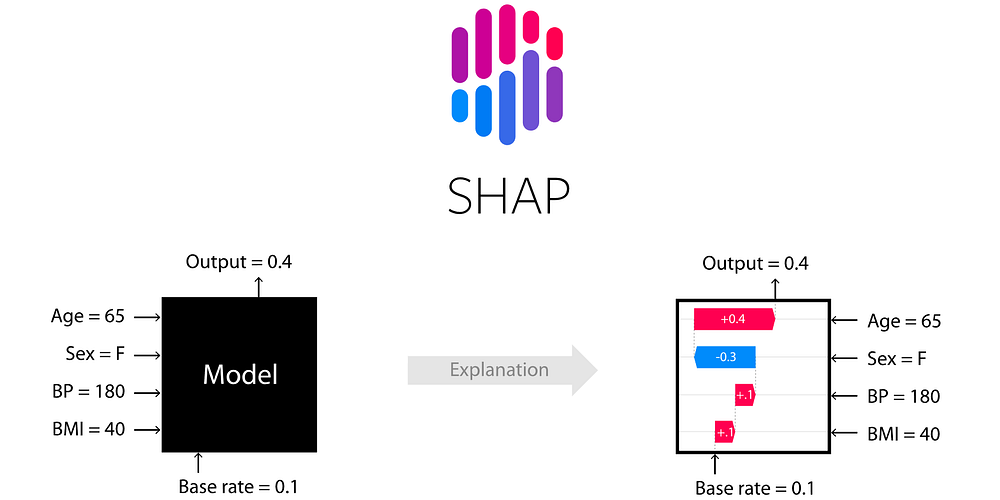 SHAP
Output = 0.4
Age = 65
Sex = F
BP = 180
BMI = 40
Model
Base rate = 0.1
Explanation
Output = 0.4
+0.4
-0.3
+.1
+.1
Age = 65
Sex = F
BP = 180
BMI = 40
Base rate = 0.1